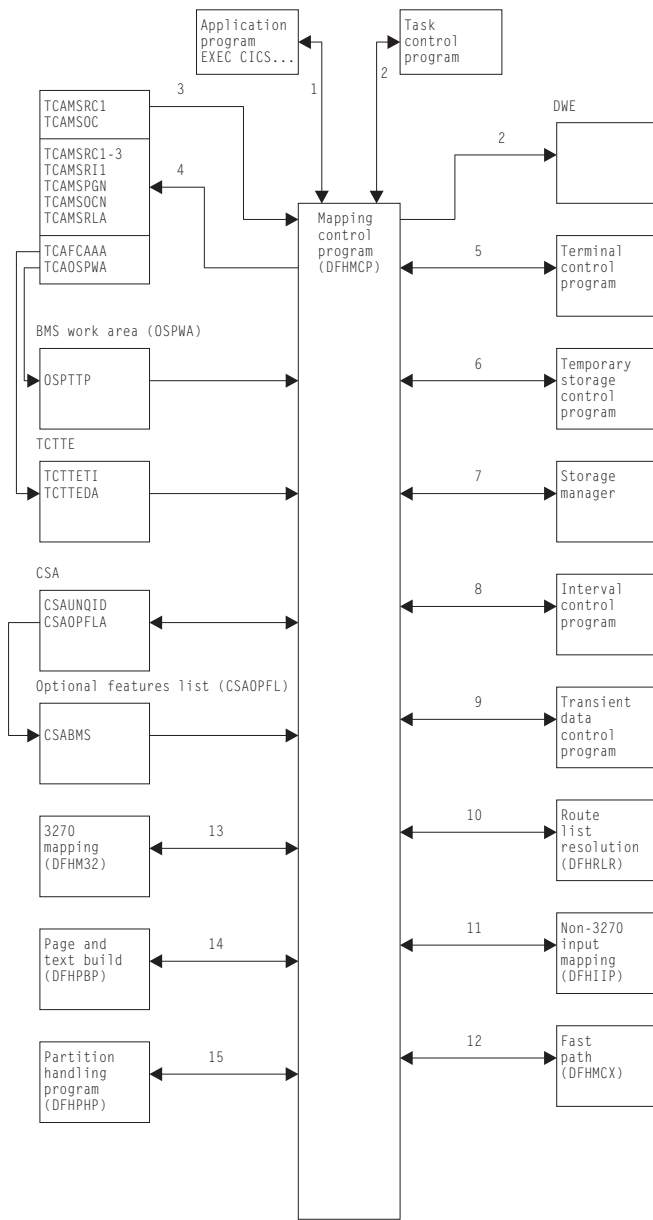 Application
program
EXEC CICS...
Task
control
program
1
2
3
TCAMSRC1
TCAMSOC
DWE
2
TCAMSRC1-3
TCAMSRI1
TCAMSPGN
TCAMSOCN
TCAMSRLA
4
Mapping
control
program
(DFHMCP)
TCAFCAAA
TCAOSPWA
5
Terminal
control
program
BMS work area (OSPWA)
OSPTTP
6
Temporary
storage
control
program
TCTTE
TCTTETI
TCTTEDA
7
Storage
manager
CSA
CSAUNQID
CSAOPFLA
8
Interval
control
program
Optional features list (CSAOPFL)
CSABMS
9
Transient
data
control
program
3270
mapping
(DFHM32)
13
10
Route
list
resolution
(DFHRLR)
Page and
text build
(DFHPBP)
14
11
Non-3270
input
mapping
(DFHIIP)
Partition
handling
program
(DFHPHP)
15
12
Fast
path
(DFHMCX)